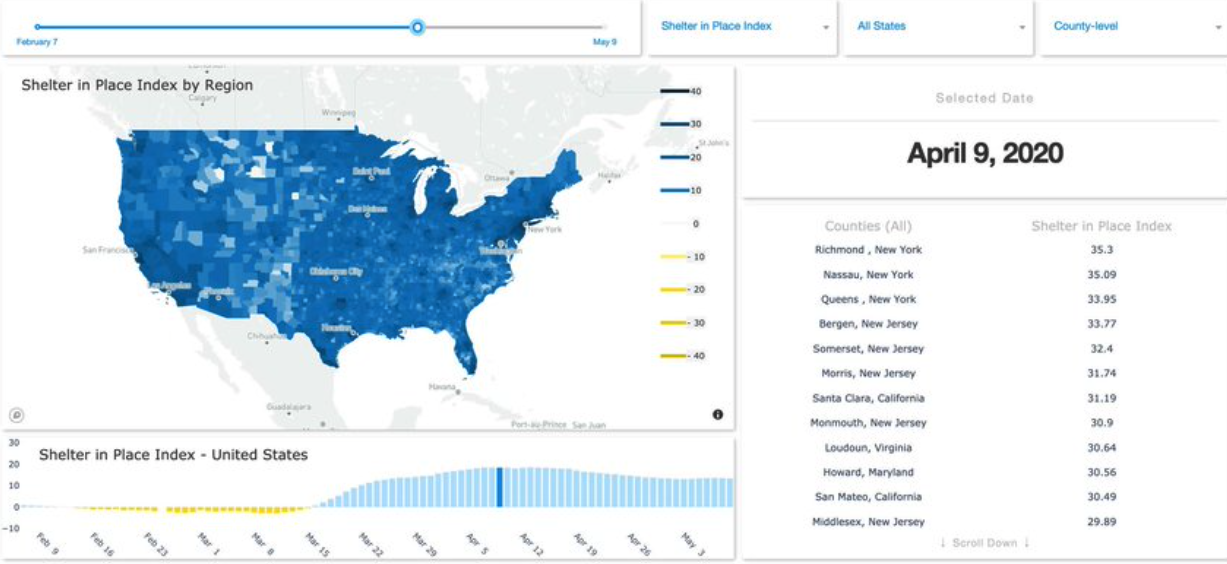 February 7
May 9
Shelter in Place Index
All States
County-level
Shelter in Place Index by Region
Calgary
Winnipeg
St John's
Saint Paul
Ottawa
Halifax
Des Moines
New York
San Francisco
Washington
Oklahoma City
Los Angeles
Phoenix
Houston
Chihuahua
Havana
Guadalajara
Port-au-Prince
San Juan
40
30
20
10
0
- 10
- 20
- 30
- 40
Shelter in Place Index - United States
30
20
10
0
−10
Feb 9
Feb 16
Feb 23
Mar 1
Mar 8
Mar 15
Mar 22
Mar 29
Apr 5
Apr 12
Apr 19
Apr 26
May 3
Selected Date
April 9, 2020
Counties (All) Shelter in Place Index
Richmond , New York 35.3
Nassau, New York 35.09
Queens , New York 33.95
Bergen, New Jersey 33.77
Somerset, New Jersey 32.4
Morris, New Jersey 31.74
Santa Clara, California 31.19
Monmouth, New Jersey 30.9
Loudoun, Virginia 30.64
Howard, Maryland 30.56
San Mateo, California 30.49
Middlesex, New Jersey 29.89
↓ Scroll Down ↓